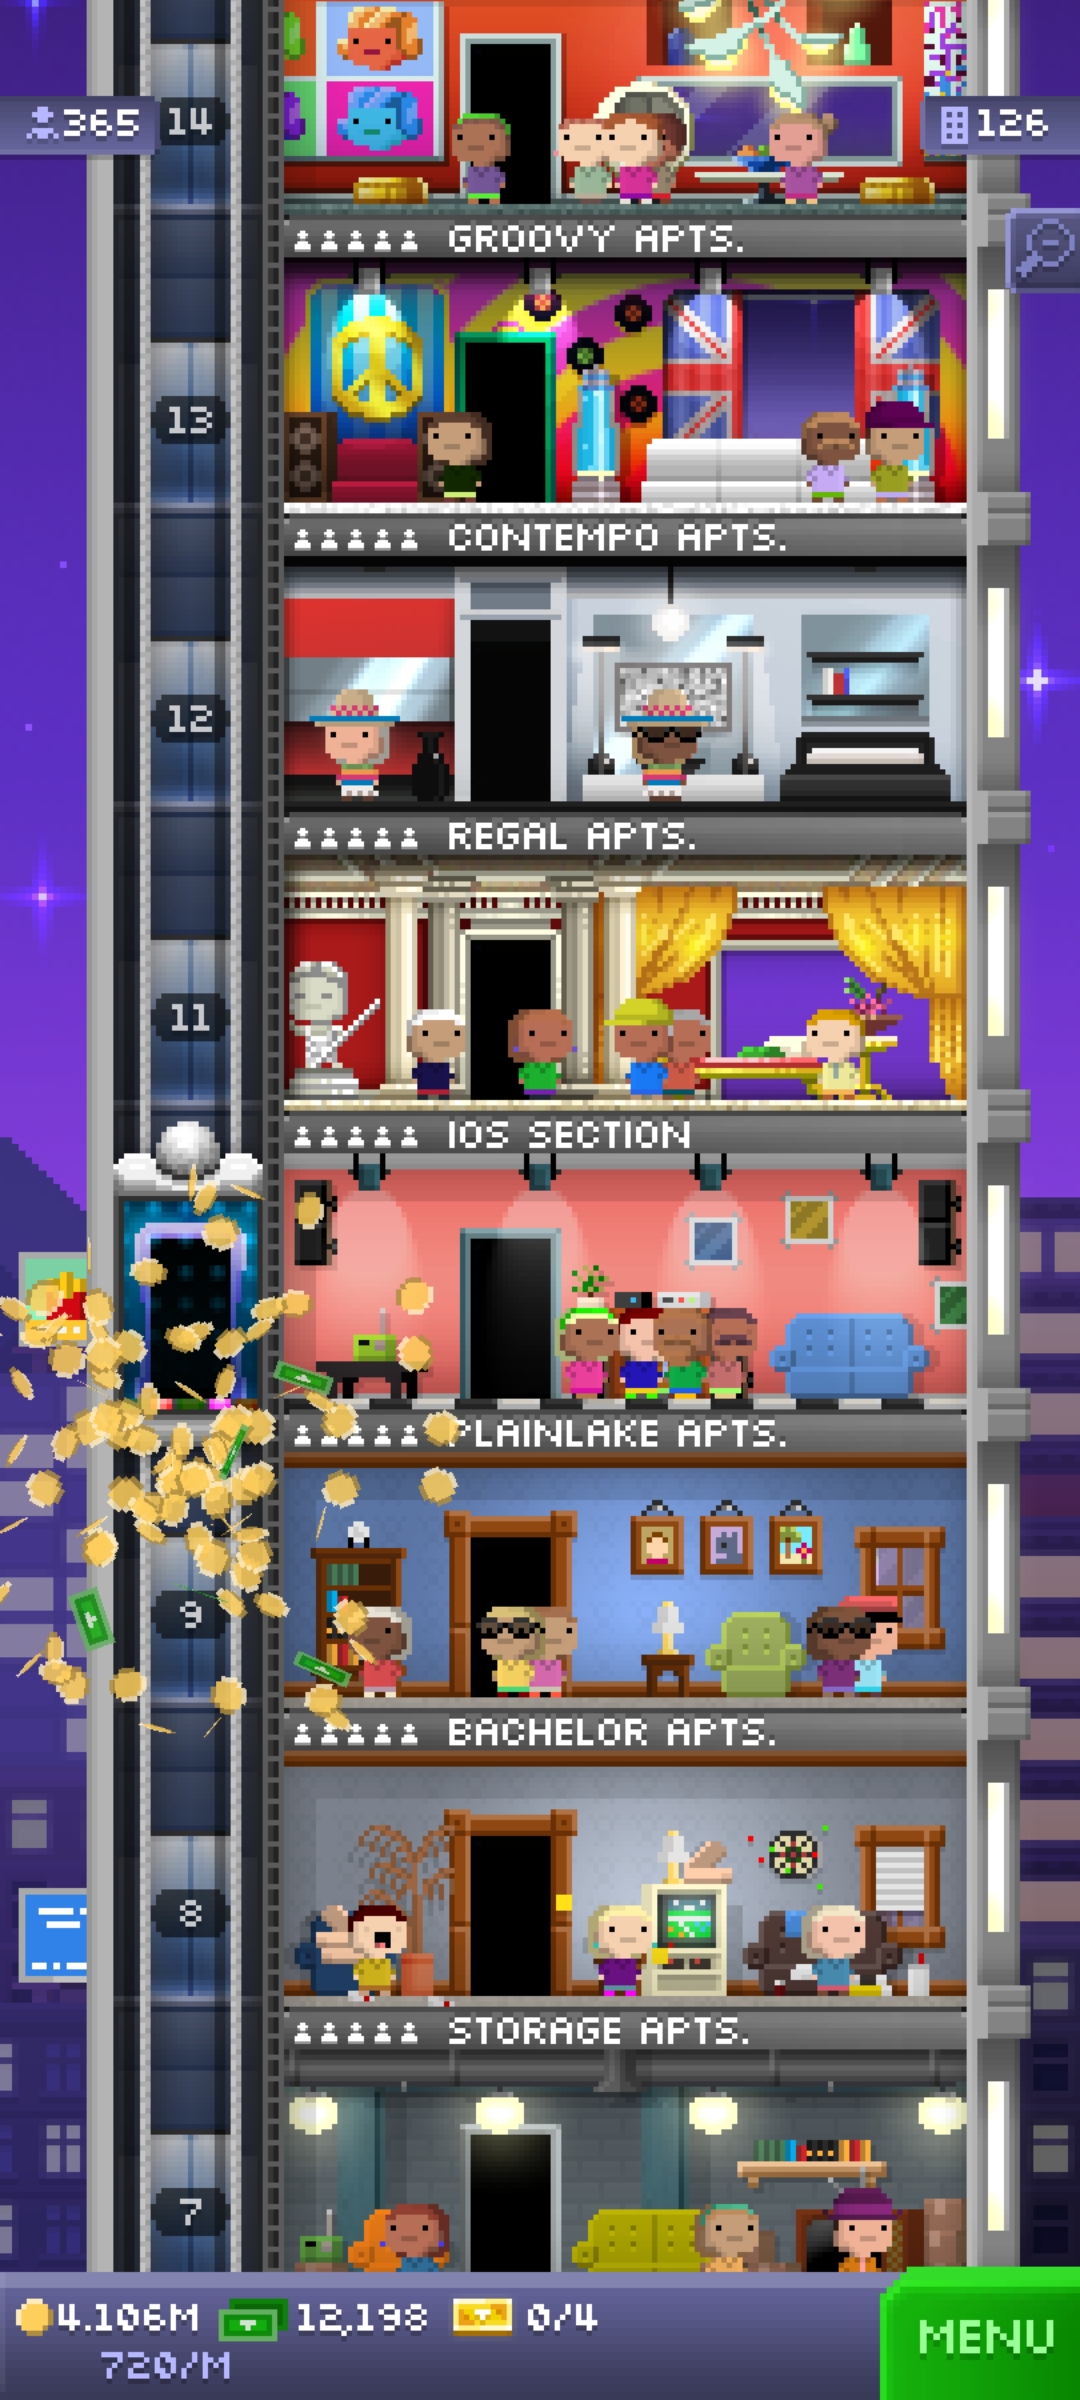 365
14
126
GROOVY APTS.
13
CONTEMPO APTS.
12
REGAL APTS.
11
IOS SECTION
PLAINLAKE APTS.
9
BACHELOR APTS.
8
STORAGE APTS.
7
4.106M 12,198 0/4
720/M
MENU